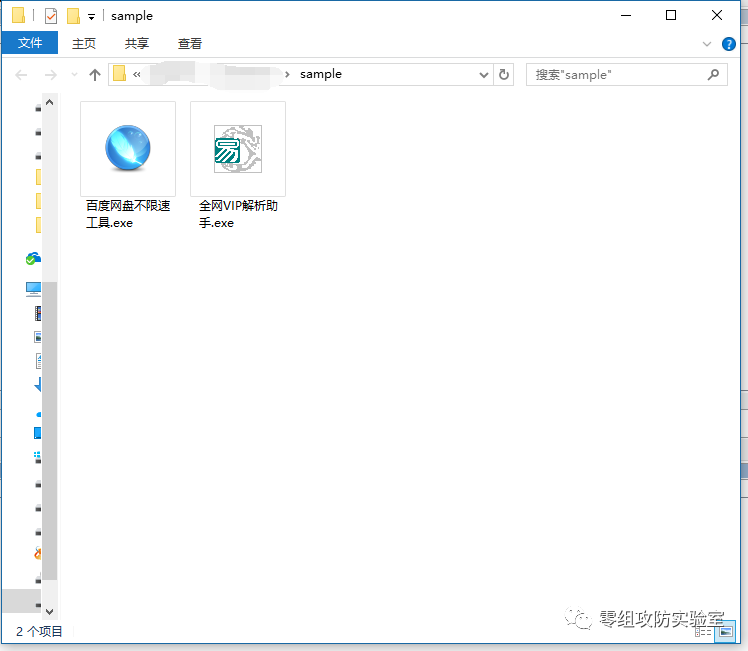 sample
文件 主页 共享 查看
« sample 搜索"sample"
易
百度网盘不限速
工具.exe
全网VIP解析助
手.exe
零组攻防实验室
2 个项目